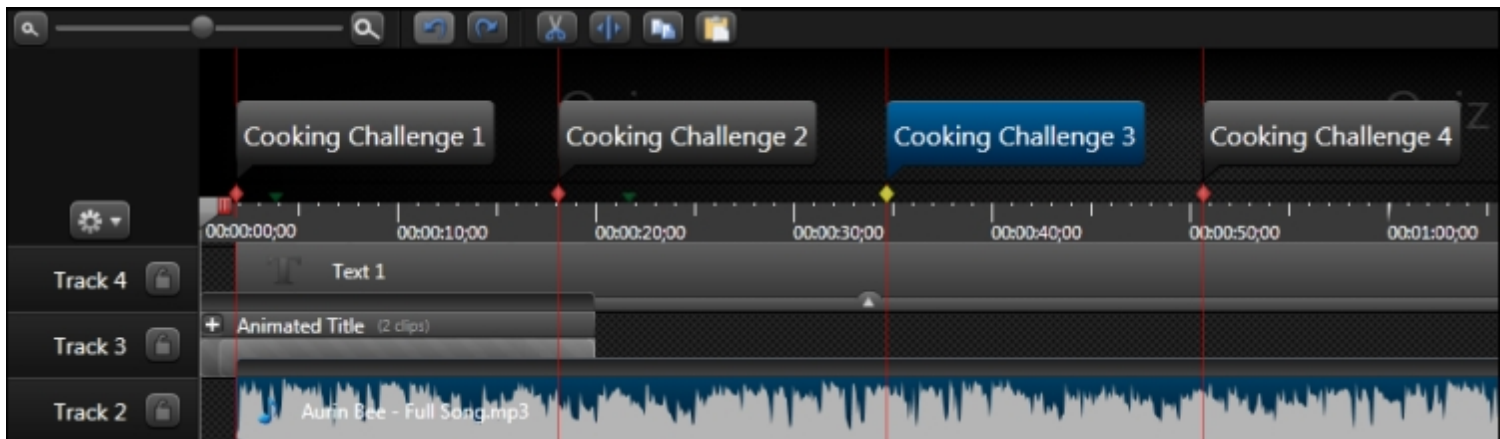 Quiz
Cooking Challenge 1
Cooking Challenge 2
Cooking Challenge 3
Cooking Challenge 4
00:00:00;00
00:00:10;00
00:00:20;00
00:00:30;00
00:00:40;00
00:00:50;00
00:01:00;00
Track 4
T
Text 1
Track 3
+ Animated Title (2 clips)
Track 2
Aurin Bee - Full Song.mp3